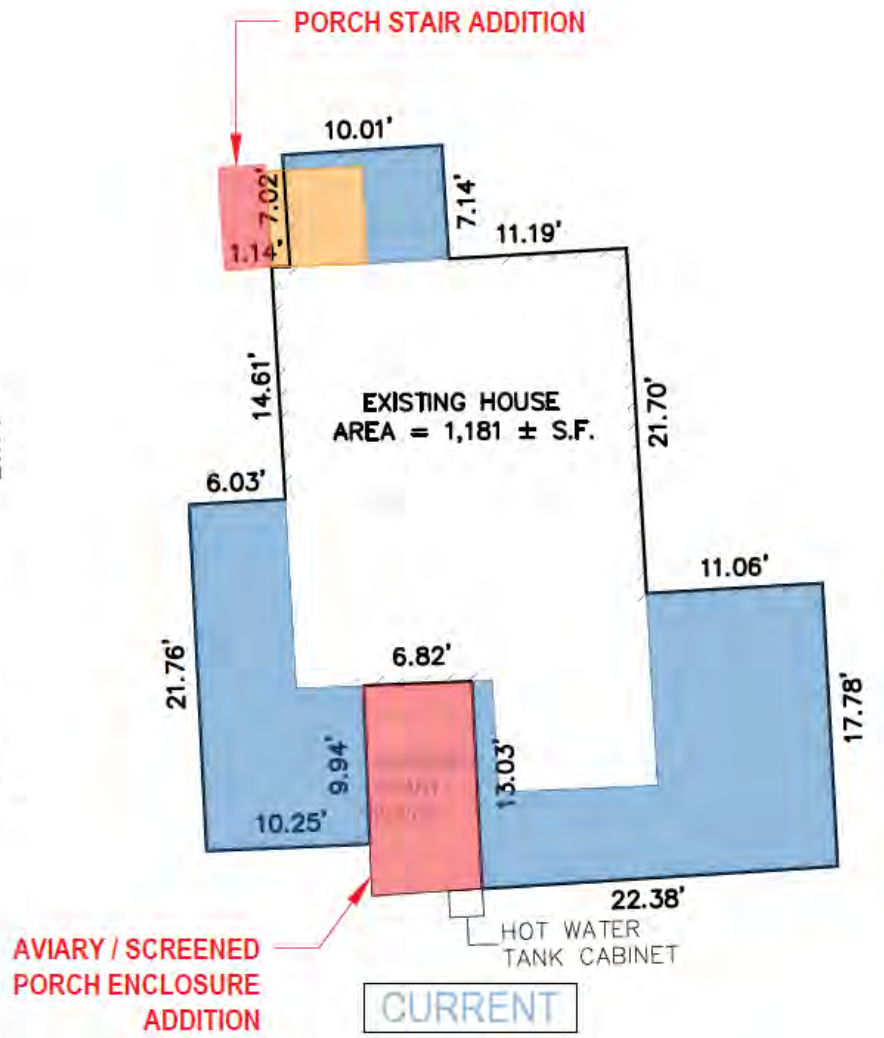 PORCH STAIR ADDITION
10.01'
7.02'
7.14'
1.14'
11.19'
14.61'
EXISTING HOUSE
AREA = 1,181 ± S.F.
21.70'
6.03'
11.06'
21.76'
6.82'
9.94'
13.03'
17.78'
10.25'
22.38'
HOT WATER
TANK CABINET
AVIARY / SCREENED
PORCH ENCLOSURE
ADDITION
CURRENT